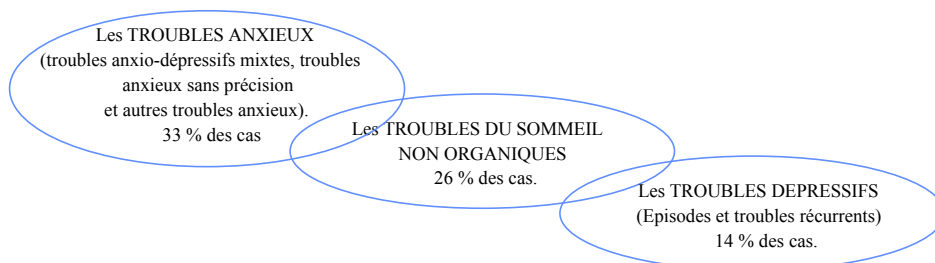 Les TROUBLES ANXIEUX
(troubles anxio-dépressifs mixtes, troubles
anxieux sans précision
et autres troubles anxieux).
33 % des cas
Les TROUBLES DU SOMMEIL
NON ORGANIQUES
26 % des cas.
Les TROUBLES DEPRESSIFS
(Episodes et troubles récurrents)
14 % des cas.